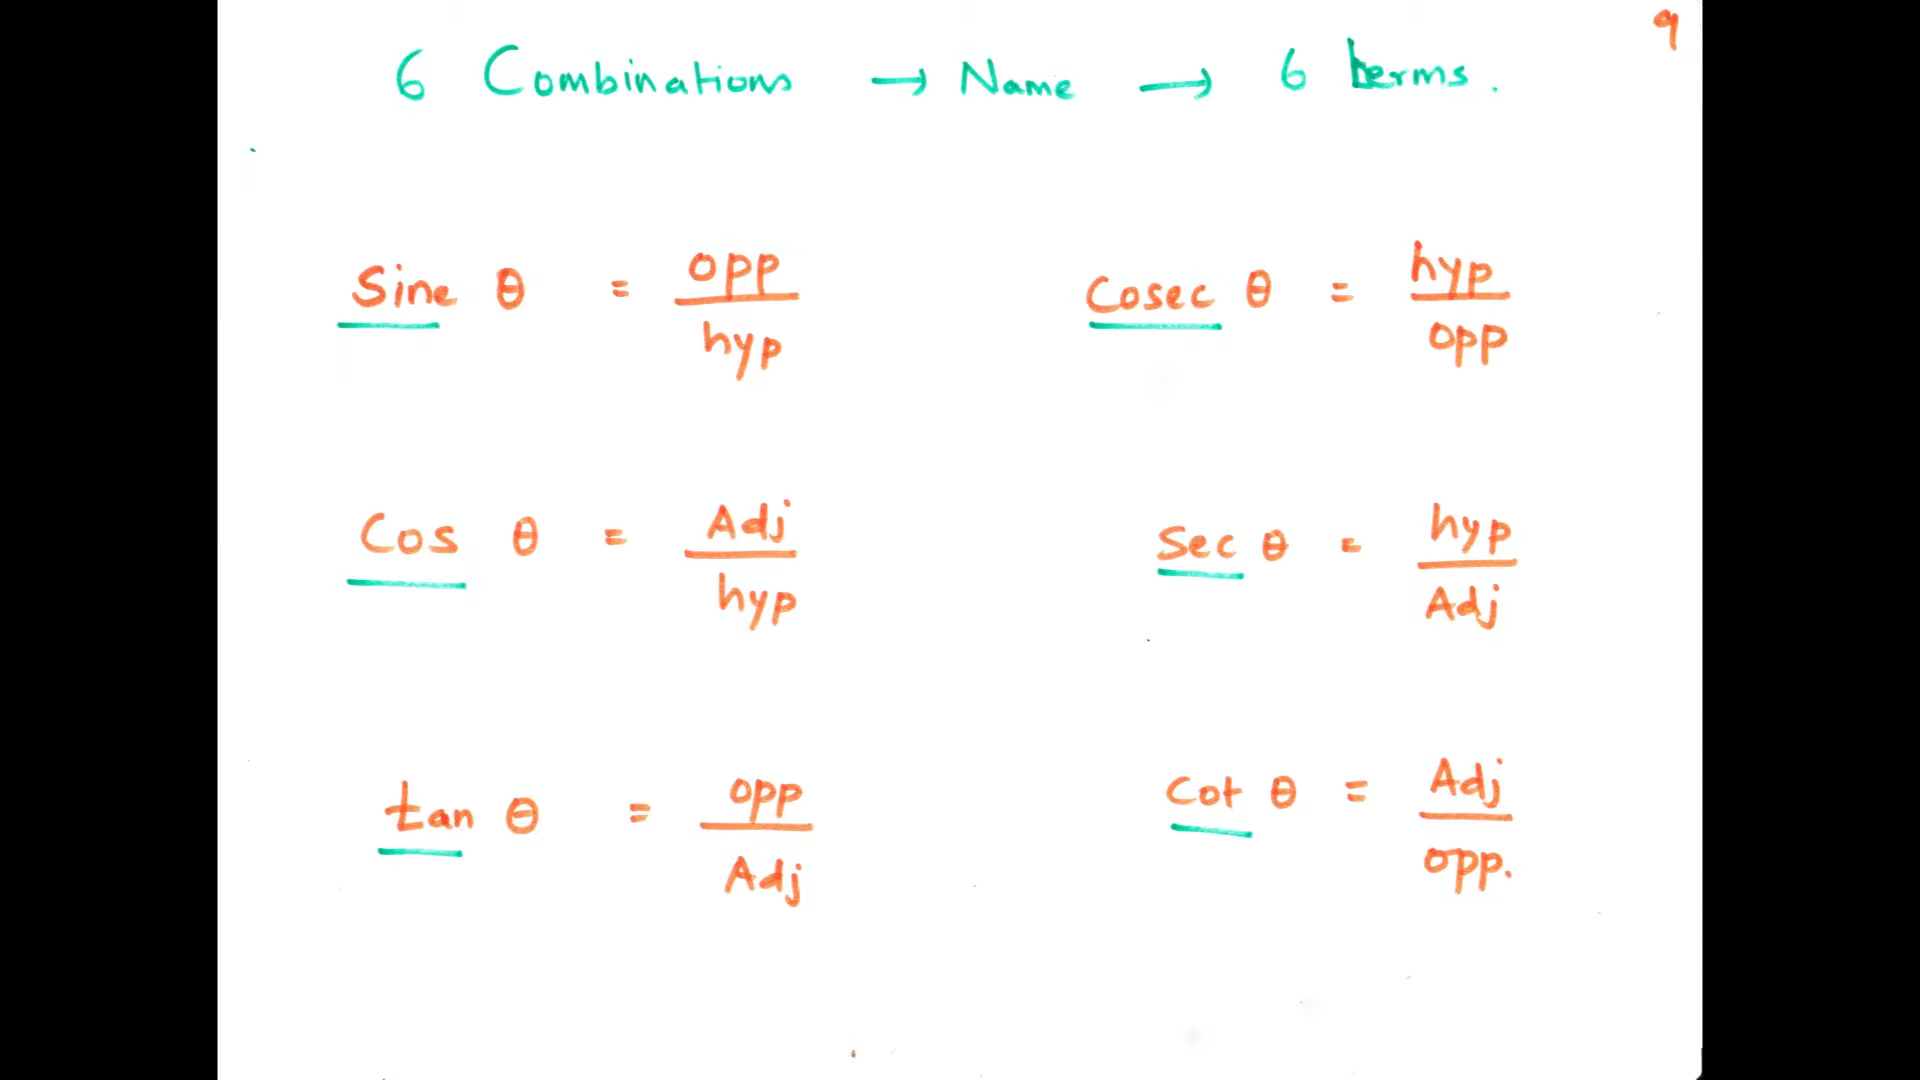 9
6 Combinations → Name → 6 terms.
Sine θ = opp / hyp
Cosec θ = hyp / opp
Cos θ = Adj / hyp
Sec θ = hyp / Adj
tan θ = opp / Adj
Cot θ = Adj / opp.